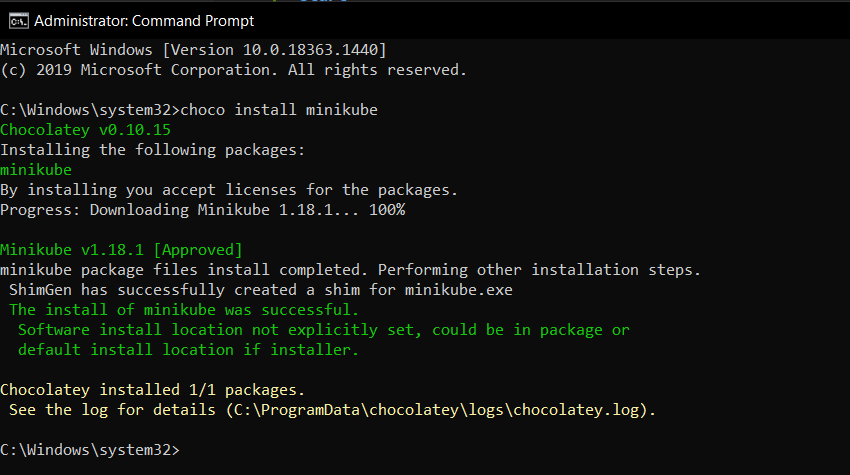 Administrator: Command Prompt
Microsoft Windows [Version 10.0.18363.1440]
(c) 2019 Microsoft Corporation. All rights reserved.
C:\Windows\system32>choco install minikube
Chocolatey v0.10.15
Installing the following packages:
minikube
By installing you accept licenses for the packages.
Progress: Downloading Minikube 1.18.1... 100%
Minikube v1.18.1 [Approved]
minikube package files install completed. Performing other installation steps.
ShimGen has successfully created a shim for minikube.exe
The install of minikube was successful.
Software install location not explicitly set, could be in package or
default install location if installer.
Chocolatey installed 1/1 packages.
See the log for details (C:\ProgramData\chocolatey\logs\chocolatey.log).
C:\Windows\system32>